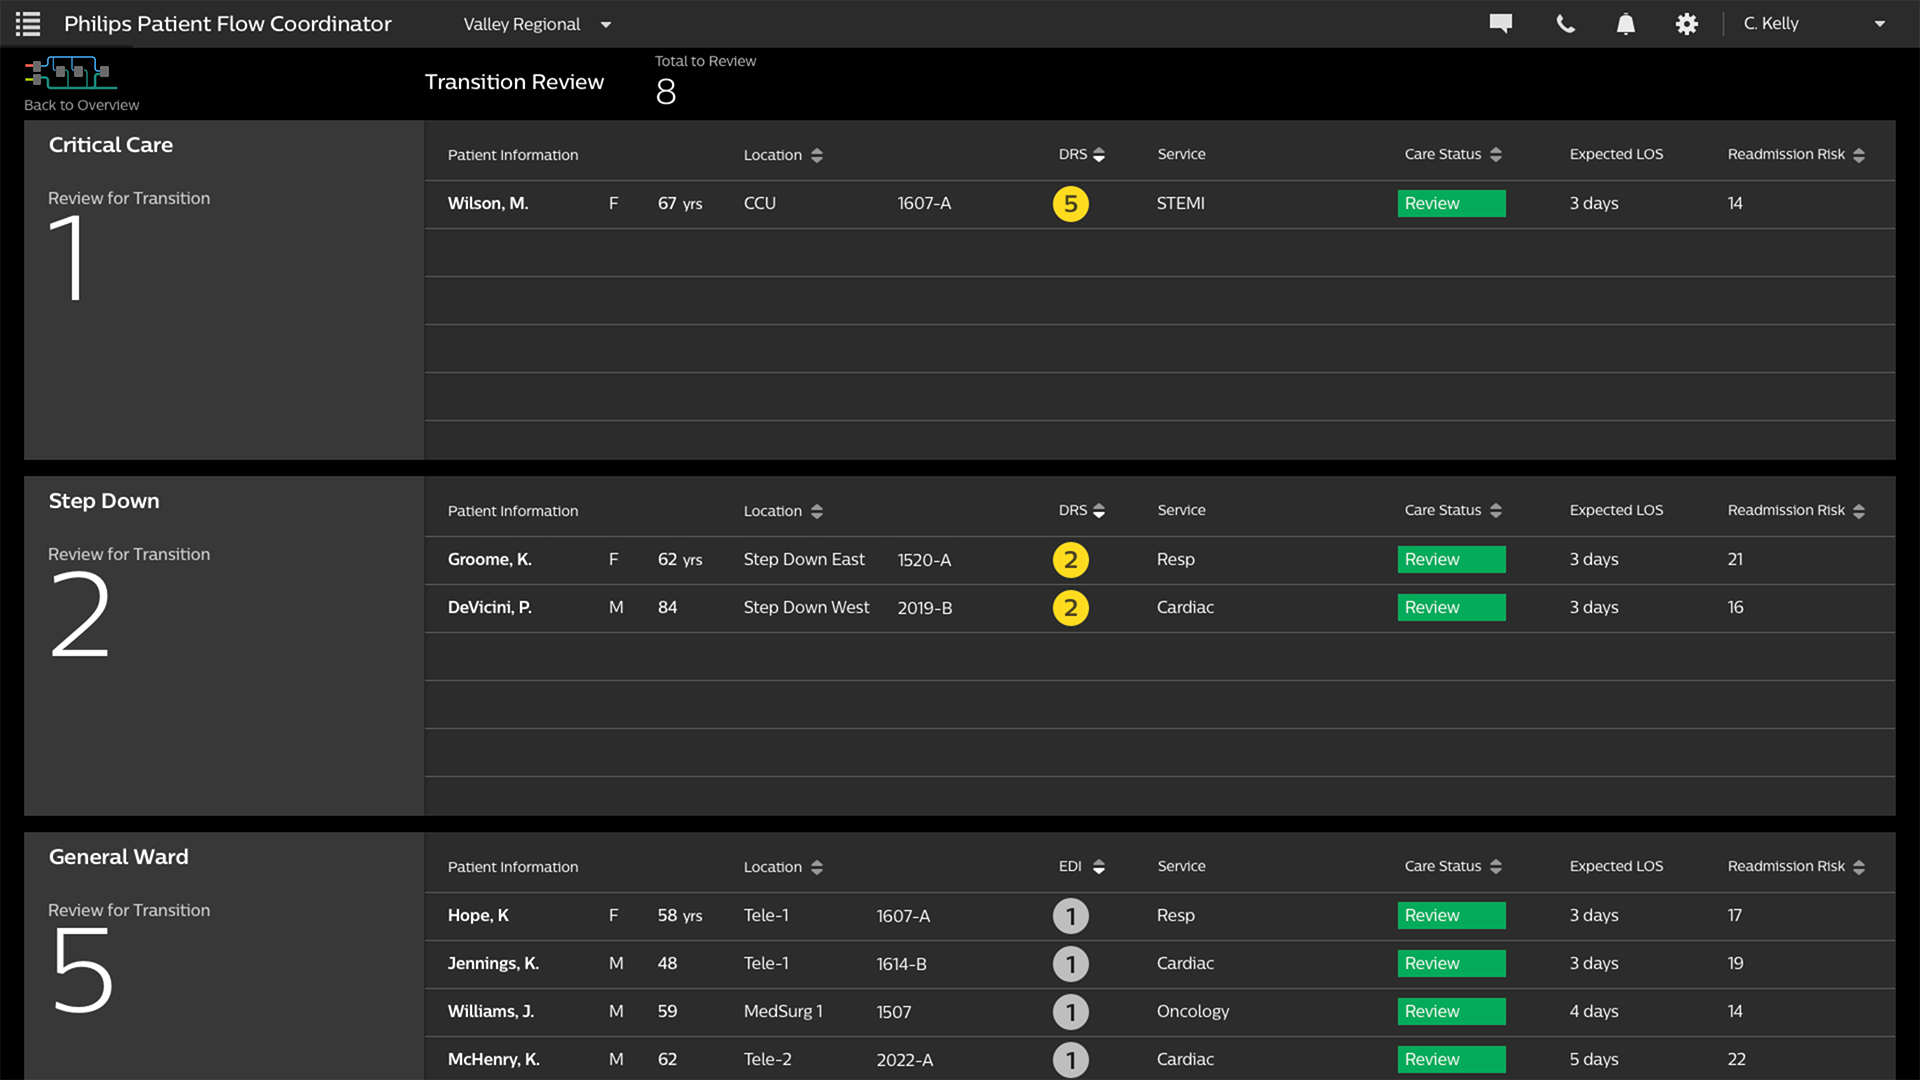 Philips Patient Flow Coordinator Valley Regional C. Kelly
Back to Overview
Transition Review
Total to Review
8
Critical Care
Review for Transition
1
Patient Information Location DRS Service Care Status Expected LOS Readmission Risk
Wilson, M. F 67 yrs CCU 1607-A 5 STEMI Review 3 days 14
Step Down
Review for Transition
2
Patient Information Location DRS Service Care Status Expected LOS Readmission Risk
Groome, K. F 62 yrs Step Down East 1520-A 2 Resp Review 3 days 21
DeVicini, P. M 84 Step Down West 2019-B 2 Cardiac Review 3 days 16
General Ward
Review for Transition
5
Patient Information Location EDI Service Care Status Expected LOS Readmission Risk
Hope, K F 58 yrs Tele-1 1607-A 1 Resp Review 3 days 17
Jennings, K. M 48 Tele-1 1614-B 1 Cardiac Review 3 days 19
Williams, J. M 59 MedSurg 1 1507 1 Oncology Review 4 days 14
McHenry, K. M 62 Tele-2 2022-A 1 Cardiac Review 5 days 22